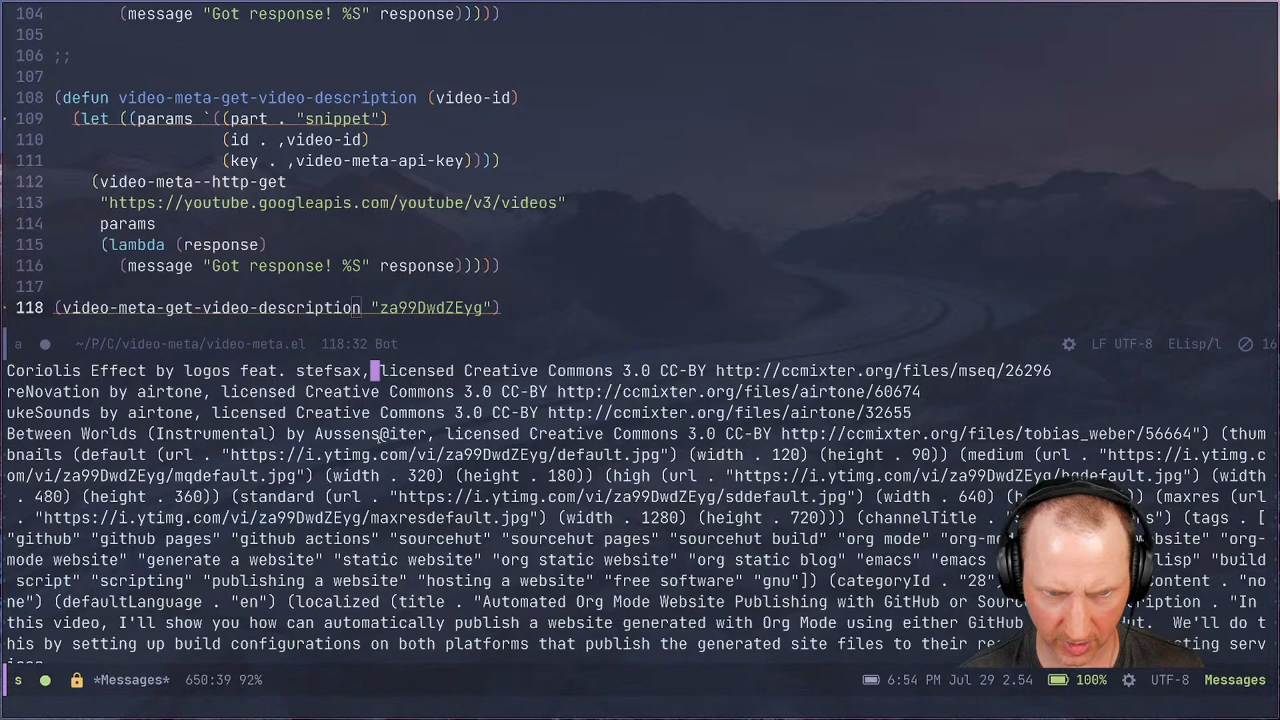 104         (message "Got response! %S" response)))))
105
106 ;;
107
108 (defun video-meta-get-video-description (video-id)
109   (let ((params `((part . "snippet")
110                   (id . ,video-id)
111                   (key . ,video-meta-api-key))))
112     (video-meta--http-get
113      "https://youtube.googleapis.com/youtube/v3/videos"
114      params
115      (lambda (response)
116        (message "Got response! %S" response)))))
117
118 (video-meta-get-video-description "za99DwdZEyg")
a ~/P/C/video-meta/video-meta.el 118:32 Bot LF UTF-8 ELisp/l 16
Coriolis Effect by logos feat. stefsax, licensed Creative Commons 3.0 CC-BY http://ccmixter.org/files/mseq/26296
reNovation by airtone, licensed Creative Commons 3.0 CC-BY http://ccmixter.org/files/airtone/60674
ukeSounds by airtone, licensed Creative Commons 3.0 CC-BY http://ccmixter.org/files/airtone/32655
Between Worlds (Instrumental) by Aussens@iter, licensed Creative Commons 3.0 CC-BY http://ccmixter.org/files/tobias_weber/56664") (thum
bnails (default (url . "https://i.ytimg.com/vi/za99DwdZEyg/default.jpg") (width . 120) (height . 90)) (medium (url . "https://i.ytimg.c
om/vi/za99DwdZEyg/mqdefault.jpg") (width . 320) (height . 180)) (high (url . "https://i.ytimg.com/vi/za99DwdZEyg/hqdefault.jpg") (width
. 480) (height . 360)) (standard (url . "https://i.ytimg.com/vi/za99DwdZEyg/sddefault.jpg") (width . 640) (maxres (url
. "https://i.ytimg.com/vi/za99DwdZEyg/maxresdefault.jpg") (width . 1280) (height . 720))) (channelTitle . (tags . [
"github" "github pages" "github actions" "sourcehut" "sourcehut pages" "sourcehut build" "org mode" website" "org-
mode website" "generate a website" "static website" "org static website" "org static blog" "emacs" "build
script" "scripting" "publishing a website" "hosting a website" "free software" "gnu"]) (categoryId . "28" . "no
ne") (defaultLanguage . "en") (localized (title . "Automated Org Mode Website Publishing with GitHub or . "In
this video, I'll show you how can automatically publish a website generated with Org Mode using either GitHub We'll do t
his by setting up build configurations on both platforms that publish the generated site files to their serv
s *Messages* 650:39 92% 6:54 PM Jul 29 2.54 100% UTF-8 Messages